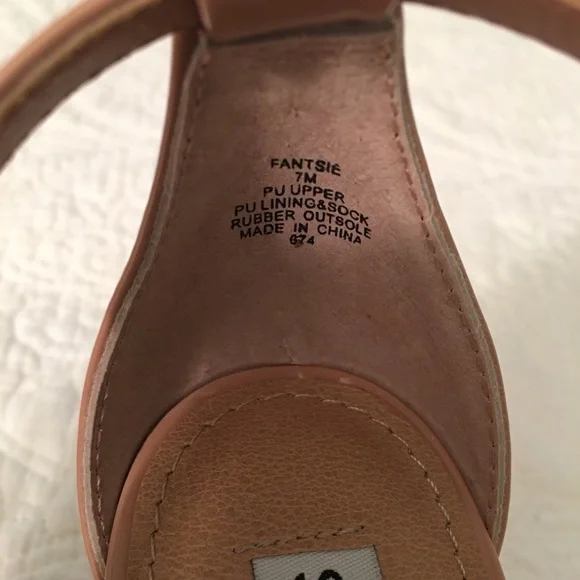 FANTSIE
7M
PU UPPER
PU LINING&SOCK
RUBBER OUTSOLE
MADE IN CHINA
674